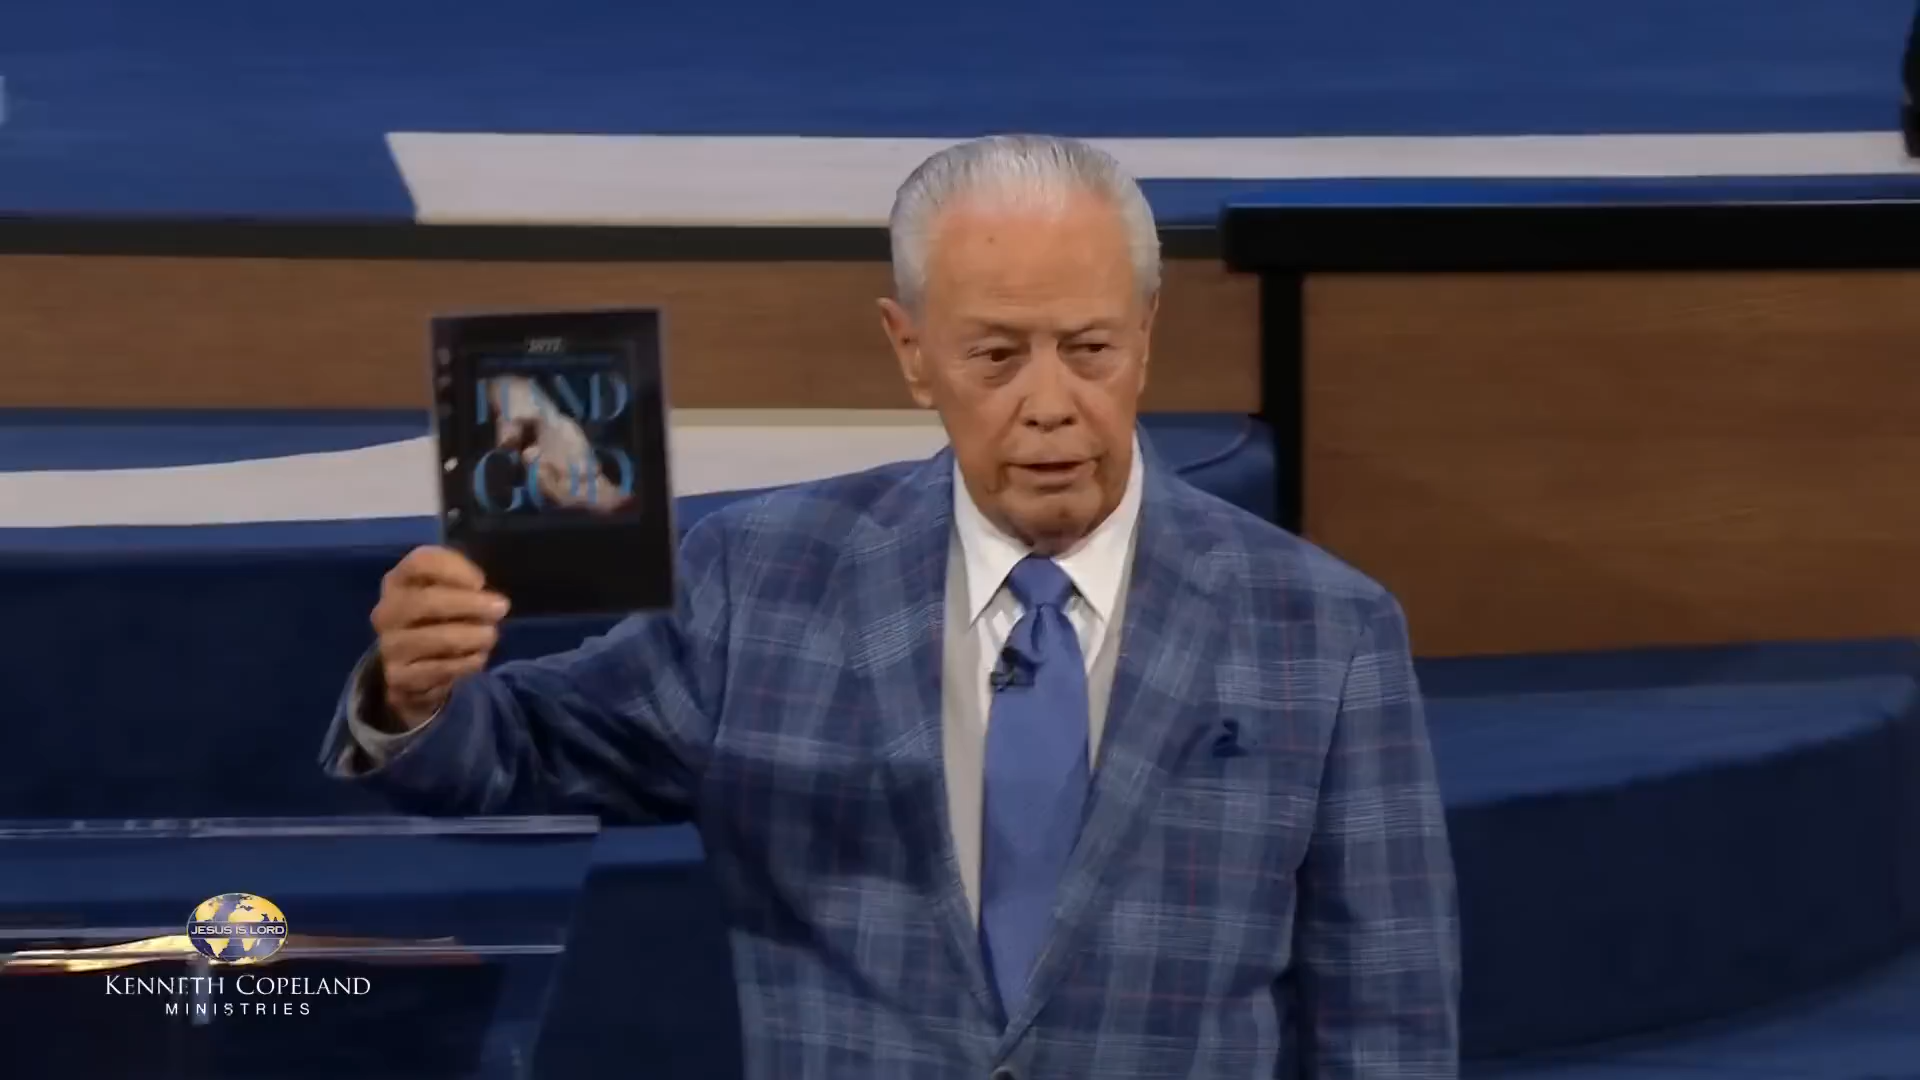 HAND
GOD
JESUS IS LORD
KENNETH COPELAND
MINISTRIES